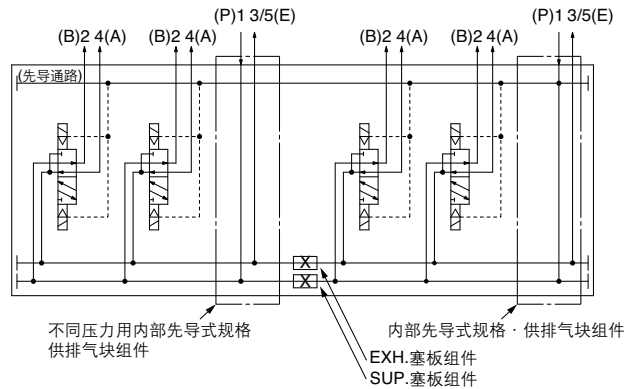 (P)1 3/5(E)
(P)1 3/5(E)
(B)2 4(A)
(B)2 4(A)
(B)2 4(A)
(B)2 4(A)
(先导通路)
X
X
不同压力用内部先导式规格
供排气块组件
内部先导式规格・供排气块组件
EXH.塞板组件
SUP.塞板组件